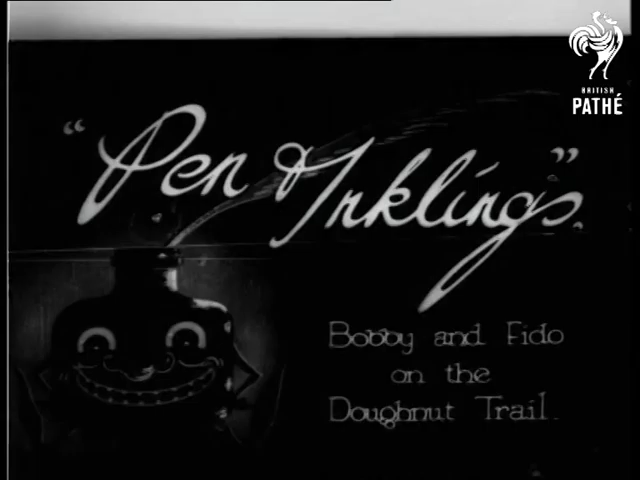 BRITISH
PATHÉ
"Pen & Inklings".
Bobby and Fido
on the
Doughnut Trail.